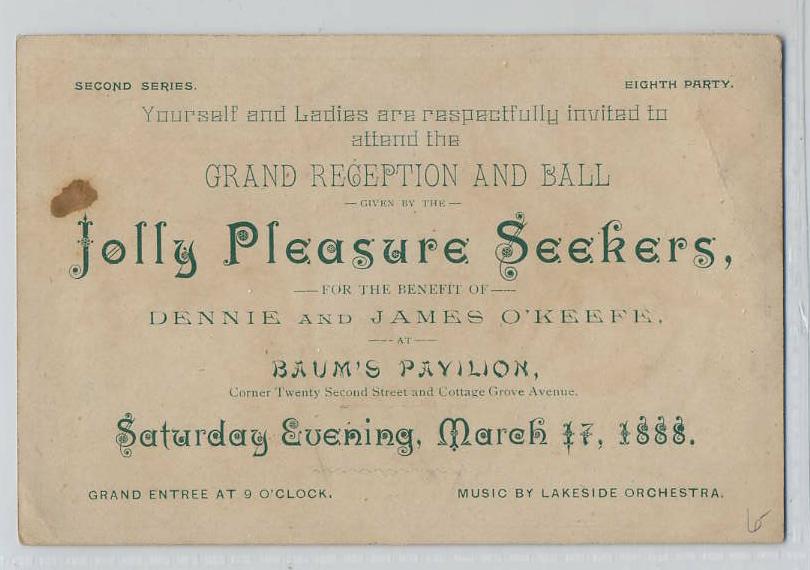 SECOND SERIES. EIGHTH PARTY.
Yourself and Ladies are respectfully invited to
attend the
GRAND RECEPTION AND BALL
— GIVEN BY THE —
Jolly Pleasure Seekers,
— FOR THE BENEFIT OF —
DENNIE AND JAMES O'KEEFE,
— AT —
BAUM'S PAVILION,
Corner Twenty Second Street and Cottage Grove Avenue.
Saturday Evening, March 17, 1888.
GRAND ENTREE AT 9 O'CLOCK. MUSIC BY LAKESIDE ORCHESTRA.